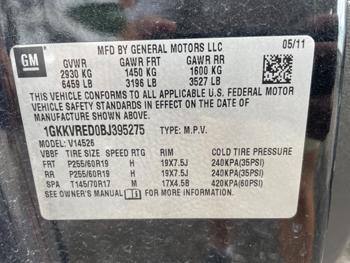 GM
MFD BY GENERAL MOTORS LLC 05/11
GVWR GAWR FRT GAWR RR
2930 KG 1450 KG 1600 KG
6459 LB 3196 LB 3527 LB
THIS VEHICLE CONFORMS TO ALL APPLICABLE U.S. FEDERAL MOTOR
VEHICLE SAFETY STANDARDS IN EFFECT ON THE DATE OF
MANUFACTURE SHOWN ABOVE.
1GKKVRED0BJ395275 TYPE: M.P.V.
MODEL: V14526
VBBF TIRE SIZE SPEED RTG RIM COLD TIRE PRESSURE
FRT P255/60R19 H 19X7.5J 240KPA(35PSI)
RR P255/60R19 H 19X7.5J 240KPA(35PSI)
SPA T145/70R17 M 17X4.5B 420KPA(60PSI)
SEE OWNER'S MANUAL FOR MORE INFORMATION.